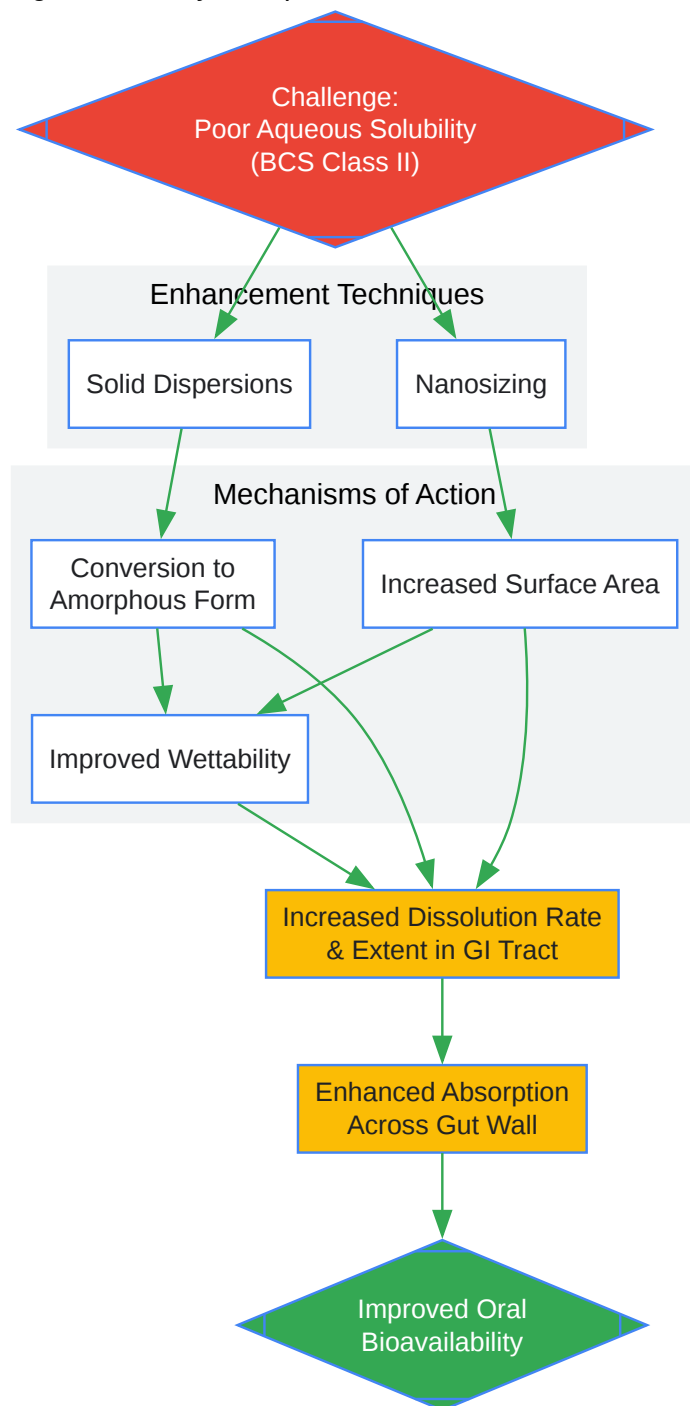 Challenge:
Poor Aqueous Solubility
(BCS Class II)
Enhancement Techniques
Solid Dispersions
Nanosizing
Mechanisms of Action
Conversion to
Amorphous Form
Increased Surface Area
Improved Wettability
Increased Dissolution Rate
& Extent in GI Tract
Enhanced Absorption
Across Gut Wall
Improved Oral
Bioavailability